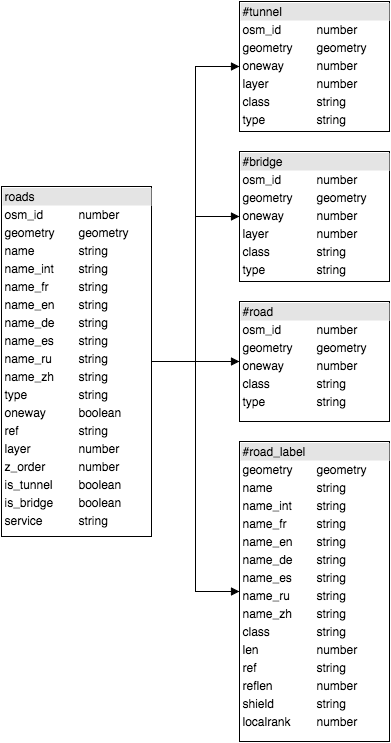 roads
osm_id number
geometry geometry
name string
name_int string
name_fr string
name_en string
name_de string
name_es string
name_ru string
name_zh string
type string
oneway boolean
ref string
layer number
z_order number
is_tunnel boolean
is_bridge boolean
service string
#tunnel
osm_id number
geometry geometry
oneway number
layer number
class string
type string
#bridge
osm_id number
geometry geometry
oneway number
layer number
class string
type string
#road
osm_id number
geometry geometry
oneway number
class string
type string
#road_label
geometry geometry
name string
name_int string
name_fr string
name_en string
name_de string
name_es string
name_ru string
name_zh string
class string
len number
ref string
reflen number
shield string
localrank number